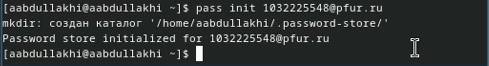 [aabdullakhi@aabdullakhi ~]$ pass init 1032225548@pfur.ru
mkdir: создан каталог '/home/aabdullakhi/.password-store/'
Password store initialized for 1032225548@pfur.ru
[aabdullakhi@aabdullakhi ~]$